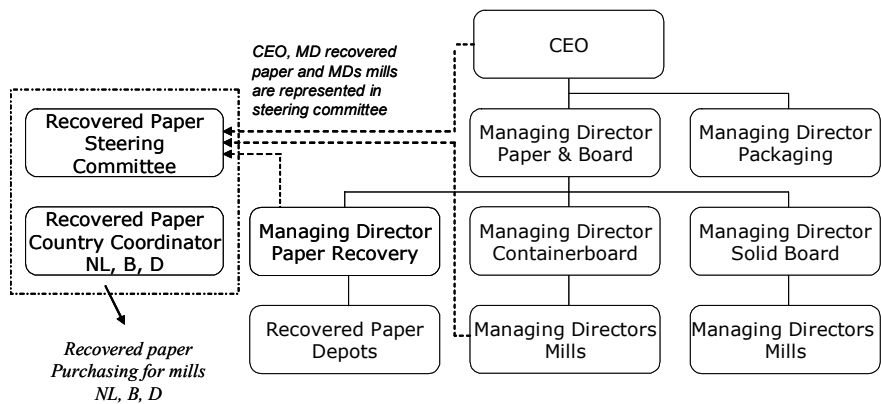 CEO
CEO, MD recovered
paper and MDs mills
are represented in
steering committee
Recovered Paper
Steering
Committee
Managing Director
Paper & Board
Managing Director
Packaging
Recovered Paper
Country Coordinator
NL, B, D
Managing Director
Paper Recovery
Managing Director
Containerboard
Managing Director
Solid Board
Recovered Paper
Depots
Managing Directors
Mills
Managing Directors
Mills
Recovered paper
Purchasing for mills
NL, B, D